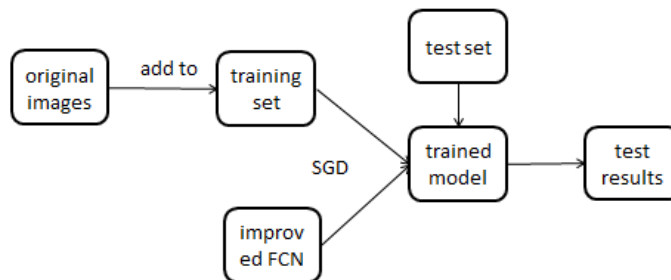 original
images
add to
training
set
test set
SGD
improv
ed FCN
trained
model
test
results